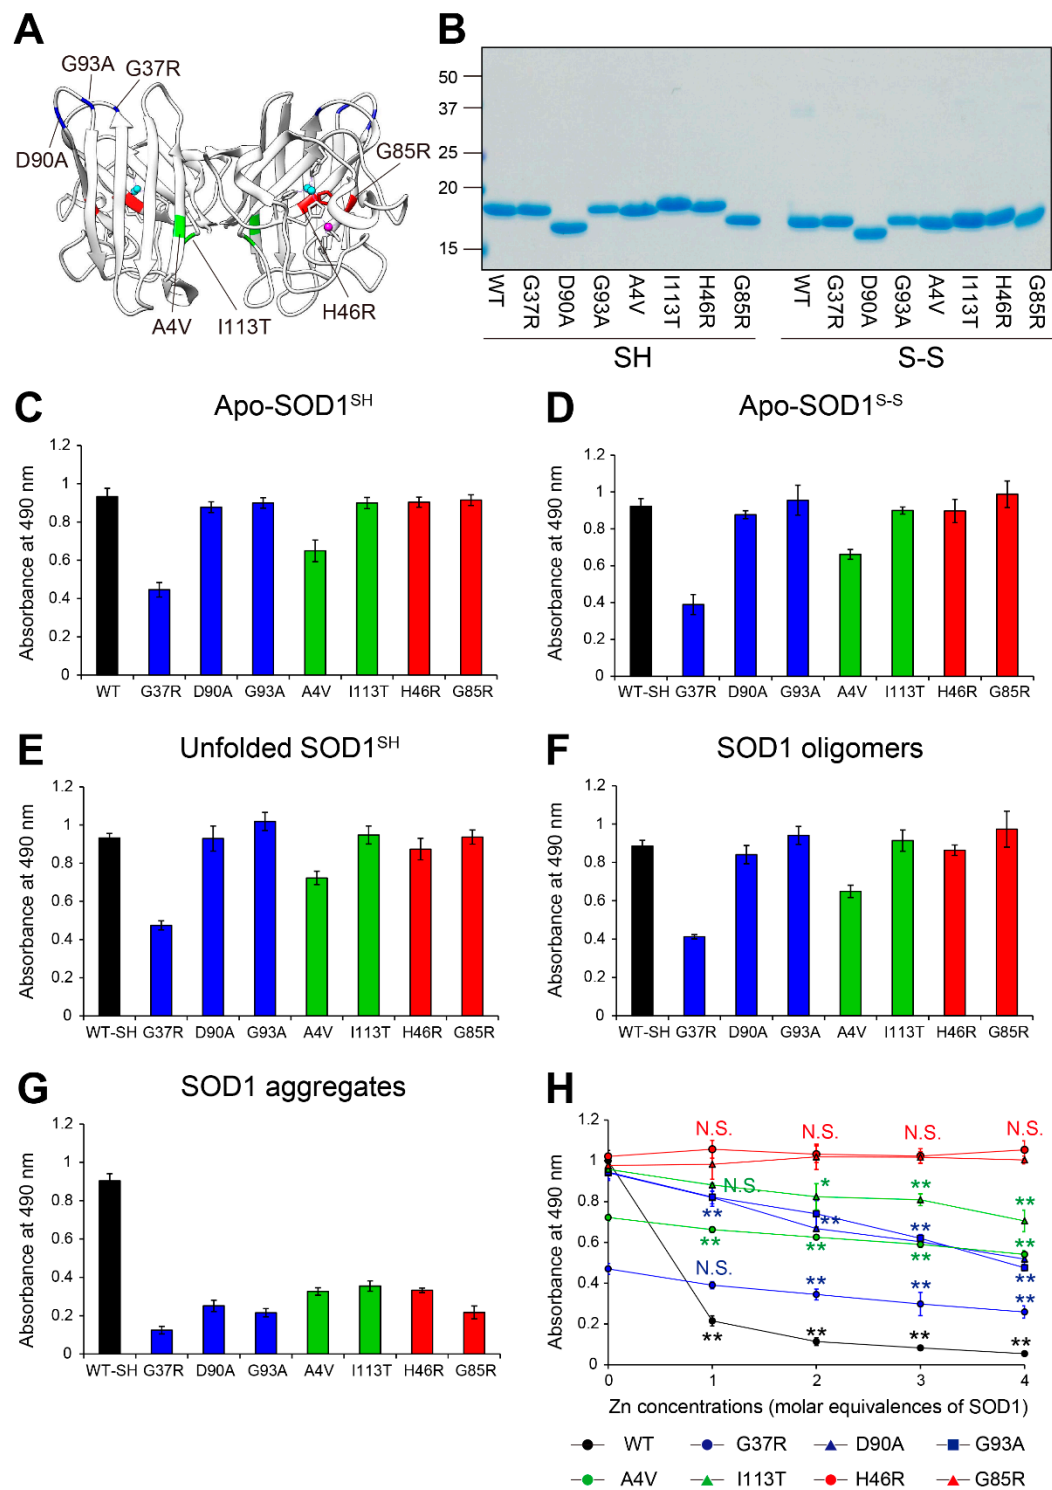 A
G93A
G37R
D90A
G85R
A4V
I113T
H46R
B
50
37
25
20
15
WT
G37R
D90A
G93A
A4V
I113T
H46R
G85R
WT
G37R
D90A
G93A
A4V
I113T
H46R
G85R
SH
S-S
C
Apo-SOD1SH
Absorbance at 490 nm
1.2
1
0.8
0.6
0.4
0.2
0
WT G37R D90A G93A A4V I113T H46R G85R
D
Apo-SOD1S-S
Absorbance at 490 nm
1.2
1
0.8
0.6
0.4
0.2
0
WT-SH G37R D90A G93A A4V I113T H46R G85R
E
Unfolded SOD1SH
Absorbance at 490 nm
1.2
1
0.8
0.6
0.4
0.2
0
WT-SH G37R D90A G93A A4V I113T H46R G85R
F
SOD1 oligomers
Absorbance at 490 nm
1.2
1
0.8
0.6
0.4
0.2
0
WT-SH G37R D90A G93A A4V I113T H46R G85R
G
SOD1 aggregates
Absorbance at 490 nm
1.2
1
0.8
0.6
0.4
0.2
0
WT-SH G37R D90A G93A A4V I113T H46R G85R
H
Absorbance at 490 nm
1.2
1
0.8
0.6
0.4
0.2
0
N.S. N.S. N.S. N.S.
N.S. * ** **
** ** ** **
** ** ** **
N.S. ** ** **
** ** ** **
0 1 2 3 4
Zn concentrations (molar equivalences of SOD1)
WT G37R D90A G93A
A4V I113T H46R G85R